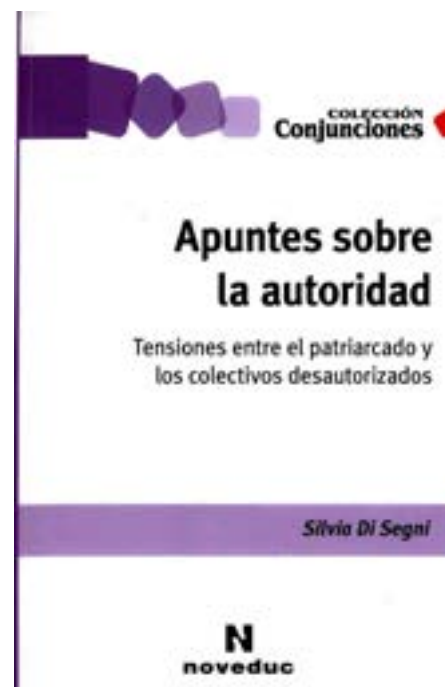 COLECCIÓN
Conjunciones
Apuntes sobre
la autoridad
Tensiones entre el patriarcado y
los colectivos desautorizados
Silvia Di Segni
N
noveduc